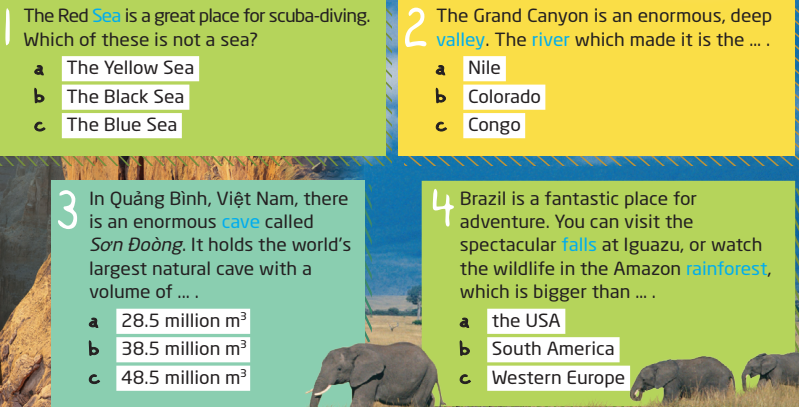 1 The Red Sea is a great place for scuba-diving.
Which of these is not a sea?
a The Yellow Sea
b The Black Sea
c The Blue Sea
2 The Grand Canyon is an enormous, deep
valley. The river which made it is the ... .
a Nile
b Colorado
c Congo
3 In Quảng Bình, Việt Nam, there
is an enormous cave called
Sơn Đoòng. It holds the world's
largest natural cave with a
volume of ... .
a 28.5 million m³
b 38.5 million m³
c 48.5 million m³
4 Brazil is a fantastic place for
adventure. You can visit the
spectacular falls at Iguazu, or watch
the wildlife in the Amazon rainforest,
which is bigger than ... .
a the USA
b South America
c Western Europe